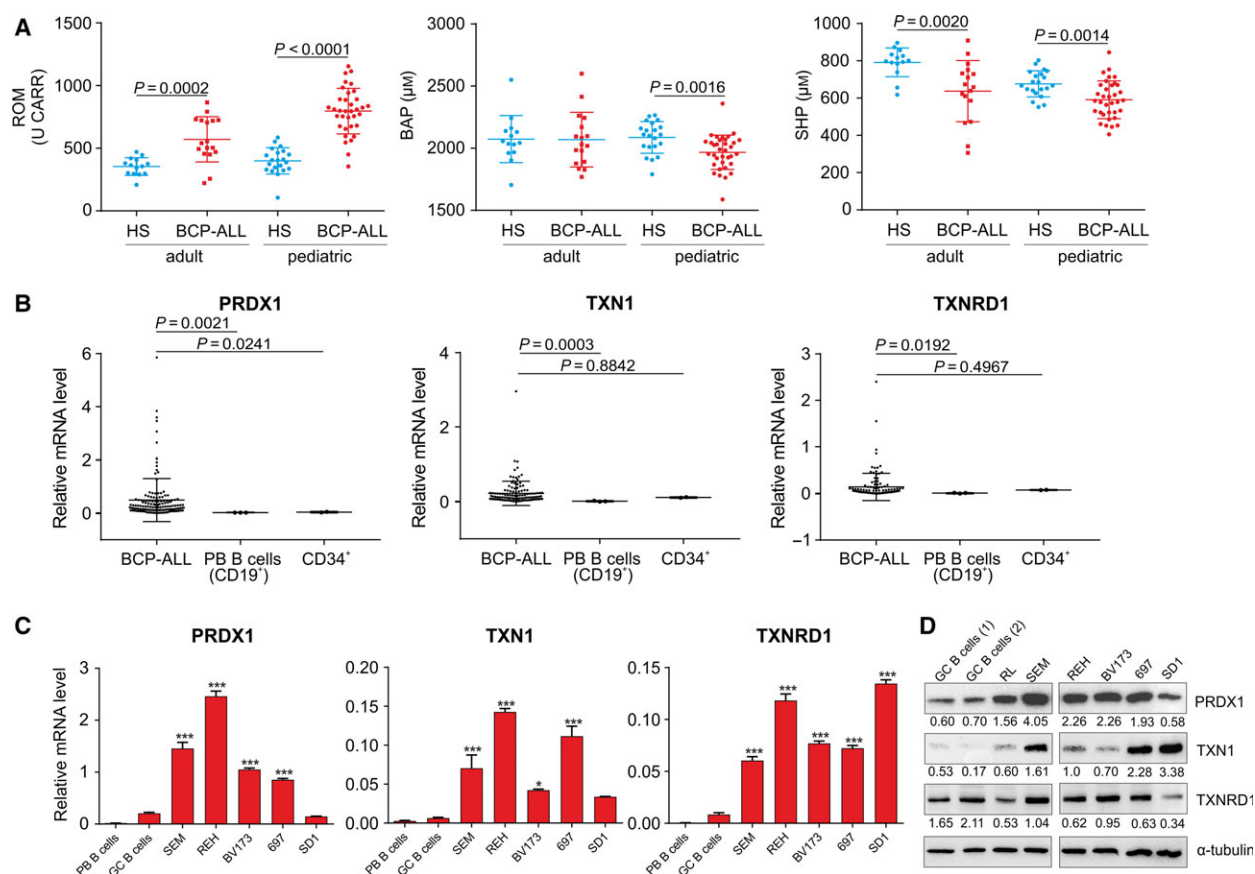 A
ROM
(U CARR)
1500
1000
500
0
P = 0.0002
P < 0.0001
HS
BCP-ALL
HS
BCP-ALL
adult
pediatric
BAP (µM)
3000
2500
2000
1500
P = 0.0016
HS
BCP-ALL
HS
BCP-ALL
adult
pediatric
SHP (µM)
1000
800
600
400
200
0
P = 0.0020
P = 0.0014
HS
BCP-ALL
HS
BCP-ALL
adult
pediatric
B
PRDX1
Relative mRNA level
6
4
2
0
P = 0.0021
P = 0.0241
BCP-ALL
PB B cells
(CD19+)
CD34+
TXN1
Relative mRNA level
4
2
0
P = 0.0003
P = 0.8842
BCP-ALL
PB B cells
(CD19+)
CD34+
TXNRD1
Relative mRNA level
3
2
1
0
−1
P = 0.0192
P = 0.4967
BCP-ALL
PB B cells
(CD19+)
CD34+
C
PRDX1
Relative mRNA level
3
2
1
0
***
***
***
***
PB B cells
GC B cells
SEM
REH
BV173
697
SD1
TXN1
0.20
0.15
0.10
0.05
0.00
***
***
*
***
PB B cells
GC B cells
SEM
REH
BV173
697
SD1
TXNRD1
0.15
0.10
0.05
0.00
***
***
***
***
***
PB B cells
GC B cells
SEM
REH
BV173
697
SD1
D
GC B cells (1)
GC B cells (2)
RL
SEM
REH
BV173
697
SD1
PRDX1
0.60 0.70 1.56 4.05 2.26 2.26 1.93 0.58
TXN1
0.53 0.17 0.60 1.61 1.0 0.70 2.28 3.38
TXNRD1
1.65 2.11 0.53 1.04 0.62 0.95 0.63 0.34
α-tubulin